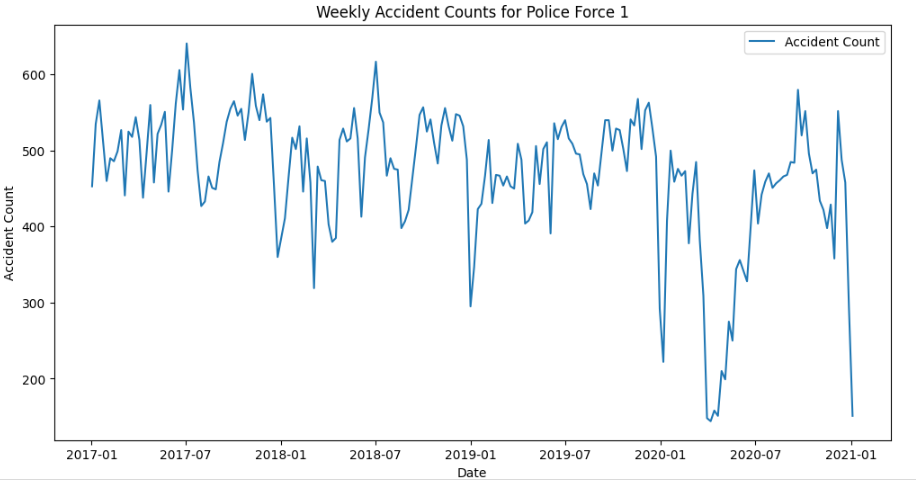 Weekly Accident Counts for Police Force 1
Accident Count
600
500
400
300
200
Accident Count
2017-01 2017-07 2018-01 2018-07 2019-01 2019-07 2020-01 2020-07 2021-01
Date